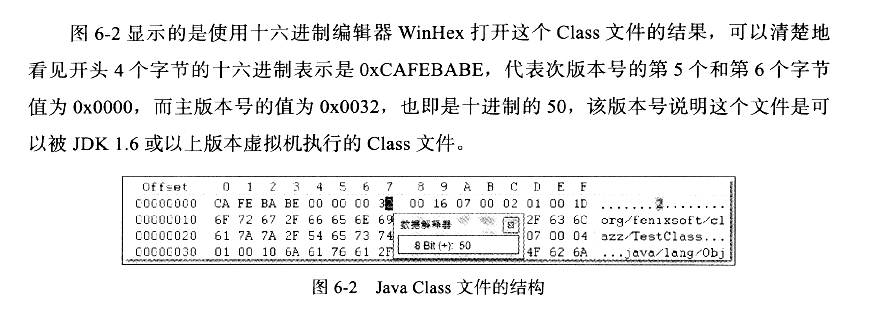 图 6-2 显示的是使用十六进制编辑器 WinHex 打开这个 Class 文件的结果，可以清楚地
看见开头 4 个字节的十六进制表示是 0xCAFEBABE，代表次版本号的第 5 个和第 6 个字节
值为 0x0000，而主版本号的值为 0x0032，也即是十进制的 50，该版本号说明这个文件是可
以被 JDK 1.6 或以上版本虚拟机执行的 Class 文件。
Offset 0 1 2 3 4 5 6 7 8 9 A B C D E F
00000000 CA FE BA BE 00 00 00 32 00 16 07 00 02 01 00 1D .......2........
00000010 6F 72 67 2F 66 65 6E 69 2F 63 6C org/fenixsoft/cl
00000020 61 7A 7A 2F 54 65 73 74 07 00 04 azz/TestClass...
00000030 01 00 10 6A 61 76 61 2F 4F 62 6A ...java/lang/Obj
数据解释器
8 Bit (+): 50
图 6-2 Java Class 文件的结构